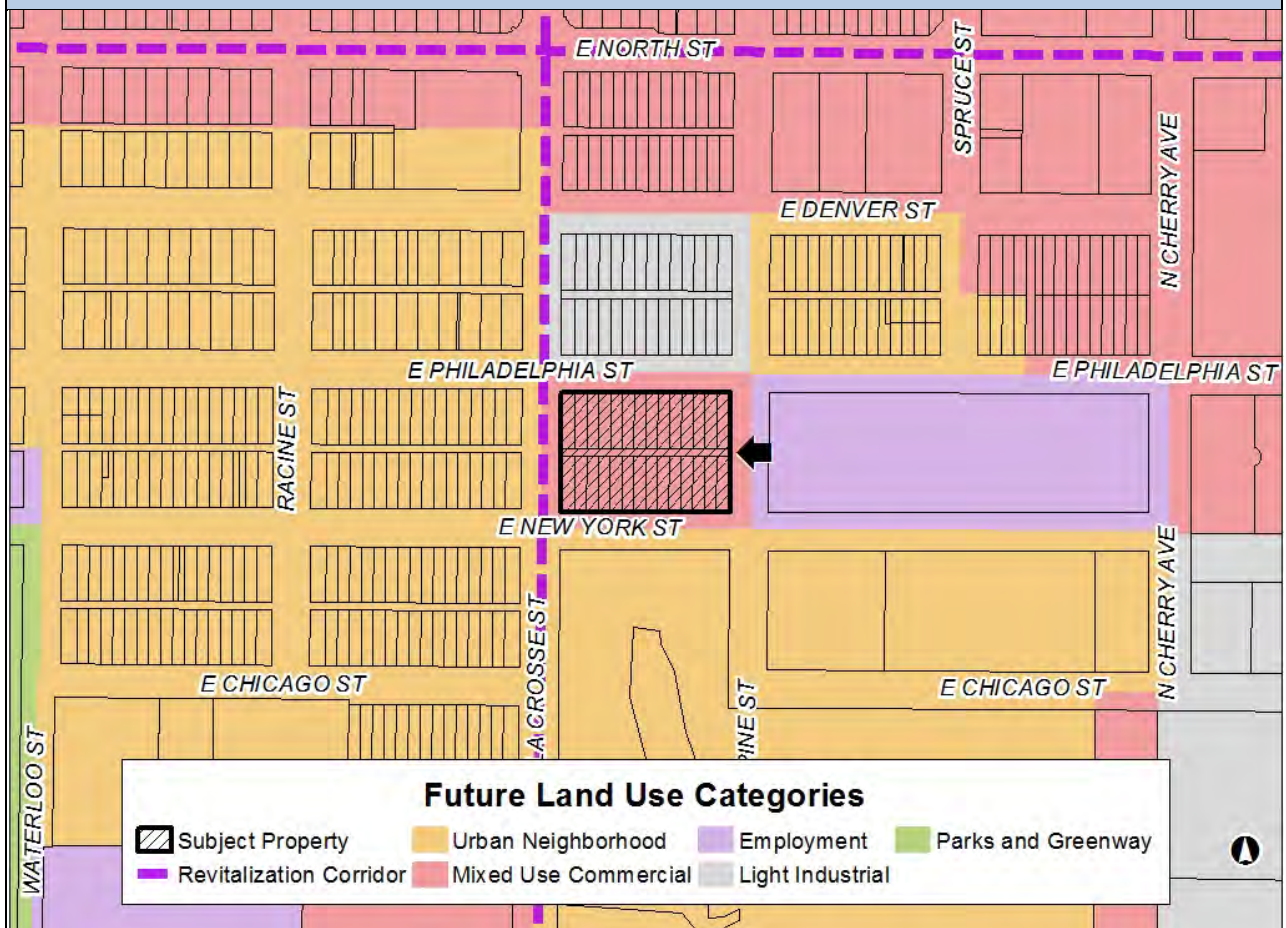 E NORTH ST
SPRUCE ST
N CHERRY AVE
E DENVER ST
E PHILADELPHIA ST
E PHILADELPHIA ST
RACINE ST
E NEW YORK ST
N CHERRY AVE
LA CROSSE ST
E CHICAGO ST
E CHICAGO ST
PINE ST
WATERLOO ST
Future Land Use Categories
Subject Property
Urban Neighborhood
Employment
Parks and Greenway
Revitalization Corridor
Mixed Use Commercial
Light Industrial